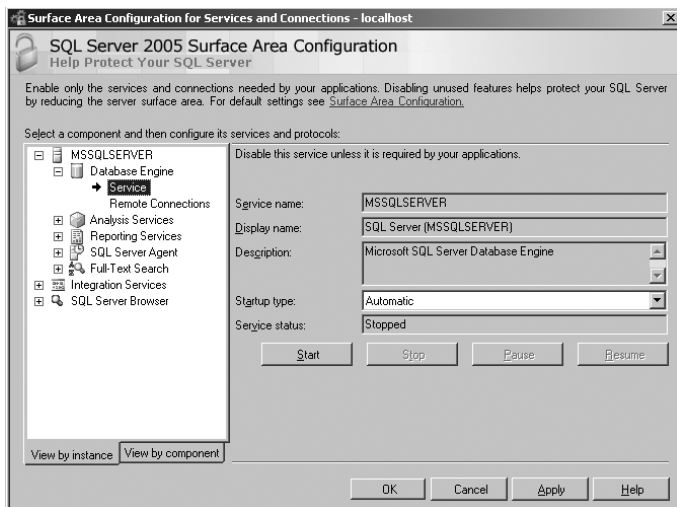 Surface Area Configuration for Services and Connections - localhost
SQL Server 2005 Surface Area Configuration
Help Protect Your SQL Server
Enable only the services and connections needed by your applications. Disabling unused features helps protect your SQL Server
by reducing the server surface area. For default settings see Surface Area Configuration.
Select a component and then configure its services and protocols:
MSSQLSERVER
Database Engine
Service
Remote Connections
Analysis Services
Reporting Services
SQL Server Agent
Full-Text Search
Integration Services
SQL Server Browser
View by instance
View by component
Disable this service unless it is required by your applications.
Service name: MSSQLSERVER
Display name: SQL Server (MSSQLSERVER)
Description: Microsoft SQL Server Database Engine
Startup type: Automatic
Service status: Stopped
Start Stop Pause Resume
OK Cancel Apply Help